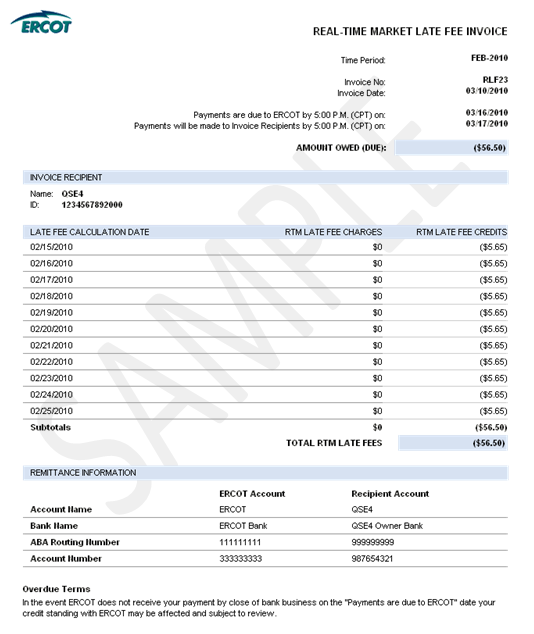 ERCOT
REAL-TIME MARKET LATE FEE INVOICE
Time Period: FEB-2010
Invoice No: RLF23
Invoice Date: 03/10/2010
Payments are due to ERCOT by 5:00 P.M. (CPT) on: 03/16/2010
Payments will be made to Invoice Recipients by 5:00 P.M. (CPT) on: 03/17/2010
AMOUNT OWED (DUE): ($56.50)
INVOICE RECIPIENT
Name: QSE4
ID: 1234567892000
LATE FEE CALCULATION DATE RTM LATE FEE CHARGES RTM LATE FEE CREDITS
02/15/2010 $0 ($5.65)
02/16/2010 $0 ($5.65)
02/17/2010 $0 ($5.65)
02/18/2010 $0 ($5.65)
02/19/2010 $0 ($5.65)
02/20/2010 $0 ($5.65)
02/21/2010 $0 ($5.65)
02/22/2010 $0 ($5.65)
02/23/2010 $0 ($5.65)
02/24/2010 $0 ($5.65)
02/25/2010 $0 ($5.65)
Subtotals $0 ($56.50)
TOTAL RTM LATE FEES ($56.50)
REMITTANCE INFORMATION
ERCOT Account Recipient Account
Account Name ERCOT QSE4
Bank Name ERCOT Bank QSE4 Owner Bank
ABA Routing Number 111111111 999999999
Account Number 333333333 987654321
Overdue Terms
In the event ERCOT does not receive your payment by close of bank business on the "Payments are due to ERCOT" date your
credit standing with ERCOT may be affected and subject to review.
SAMPLE